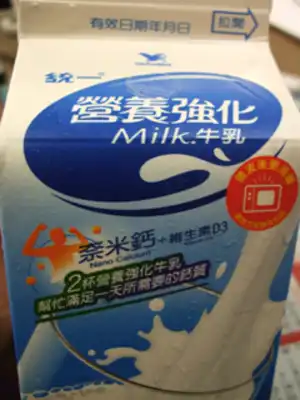 有效日期年月日
拉開
統一
營養強化
Milk.牛乳
奈米鈣+維生素D3
Nano Calcium
2杯營養強化牛乳
幫忙滿足一天所需要的鈣質